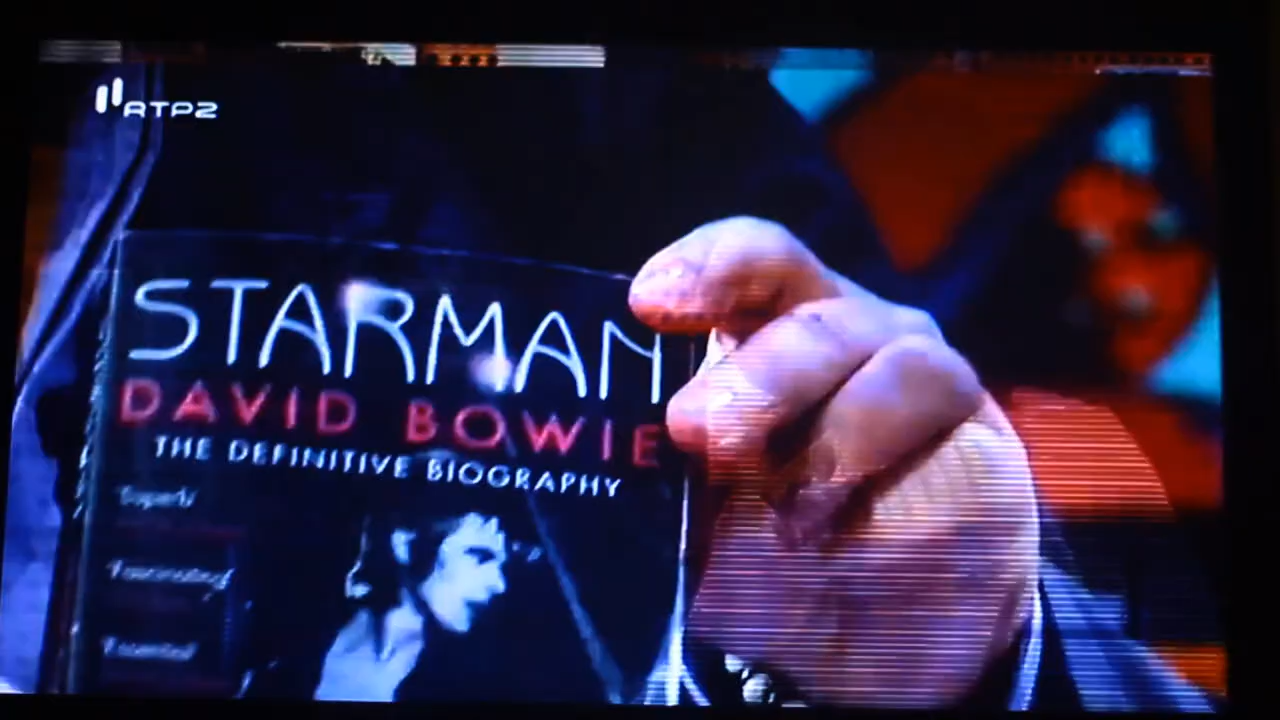 RTP2
STARMAN
DAVID BOWIE
THE DEFINITIVE BIOGRAPHY
'Superb'
'Fascinating'
'Essential'